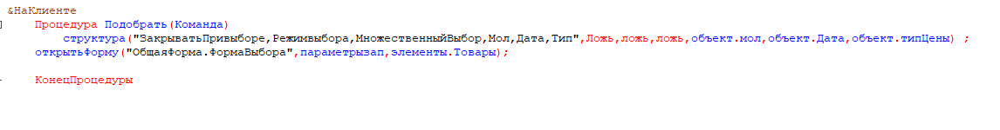 &НаКлиенте
Процедура Подобрать(Команда)
структура("ЗакрыватьПривыборе,Режимвыбора,МножественныйВыбор,Мол,Дата,Тип",Ложь,ложь,ложь,объект.мол,объект.Дата,объект.типЦены) ;
открытьформу("ОбщаяФорма.формаВыбора",параметрызап,элементы.Товары);
КонецПроцедуры